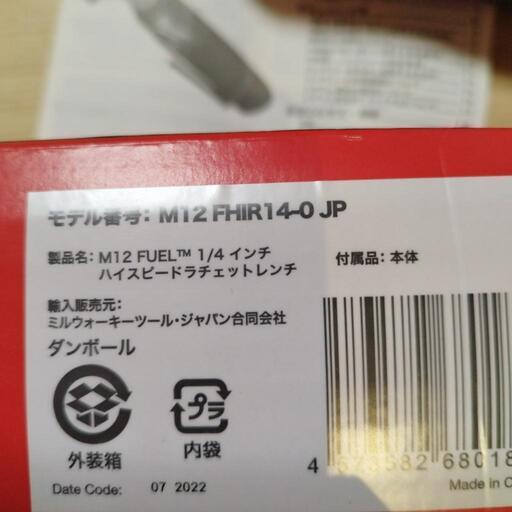 モデル番号: M12 FHIR14-0 JP
製品名: M12 FUEL™ 1/4 インチ
ハイスピードラチェットレンチ
付属品: 本体
輸入販売元:
ミルウォーキーツール・ジャパン合同会社
ダンボール
外装箱
プラ
内袋
Date Code: 07 2022
Made in C